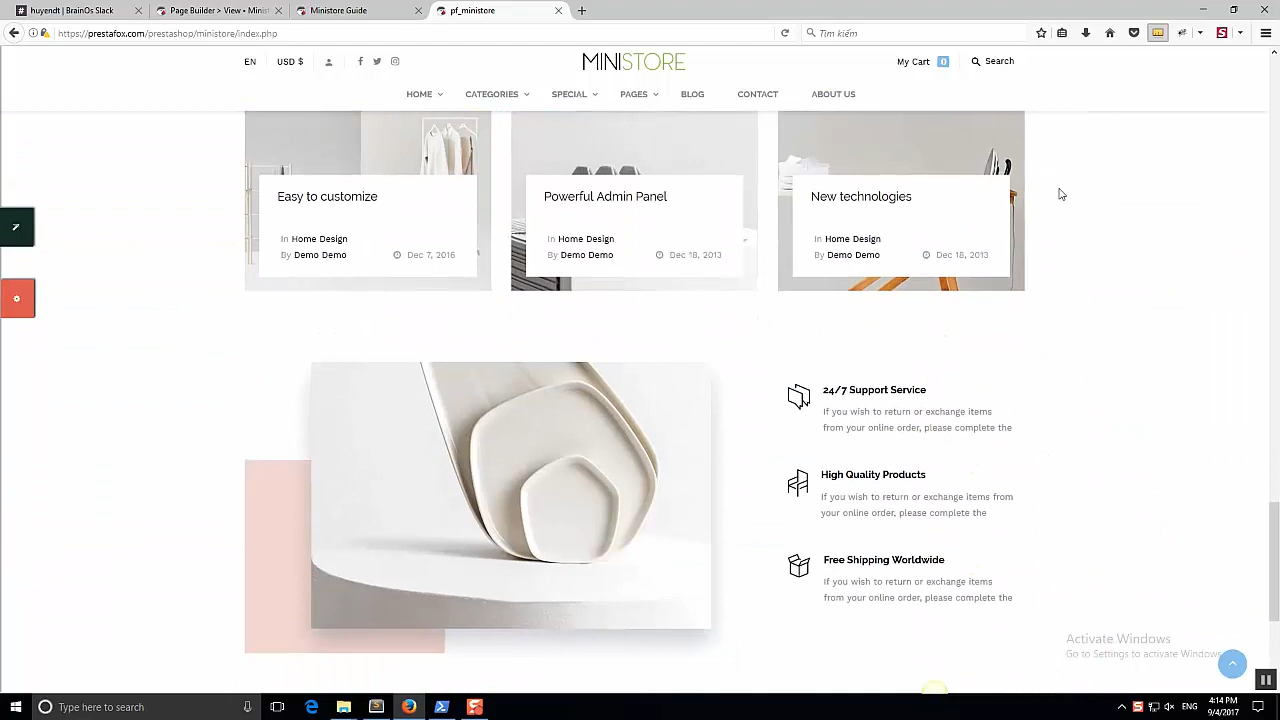 huyendt | BrainOs Slack
Page Builder > View • Minist
Ministore Guide
pf_ministore
https://prestafox.com/prestashop/ministore/index.php
Tìm kiếm
EN USD $
MINISTORE
My Cart 0 Search
HOME CATEGORIES SPECIAL PAGES BLOG CONTACT ABOUT US
Easy to customize
In Home Design
By Demo Demo Dec 7, 2016
Powerful Admin Panel
In Home Design
By Demo Demo Dec 18, 2013
New technologies
In Home Design
By Demo Demo Dec 18, 2013
24/7 Support Service
If you wish to return or exchange items
from your online order, please complete the
High Quality Products
If you wish to return or exchange items from
your online order, please complete the
Free Shipping Worldwide
If you wish to return or exchange items
from your online order, please complete the
Activate Windows
Go to Settings to activate Windows.
Type here to search
4:14 PM
9/4/2017